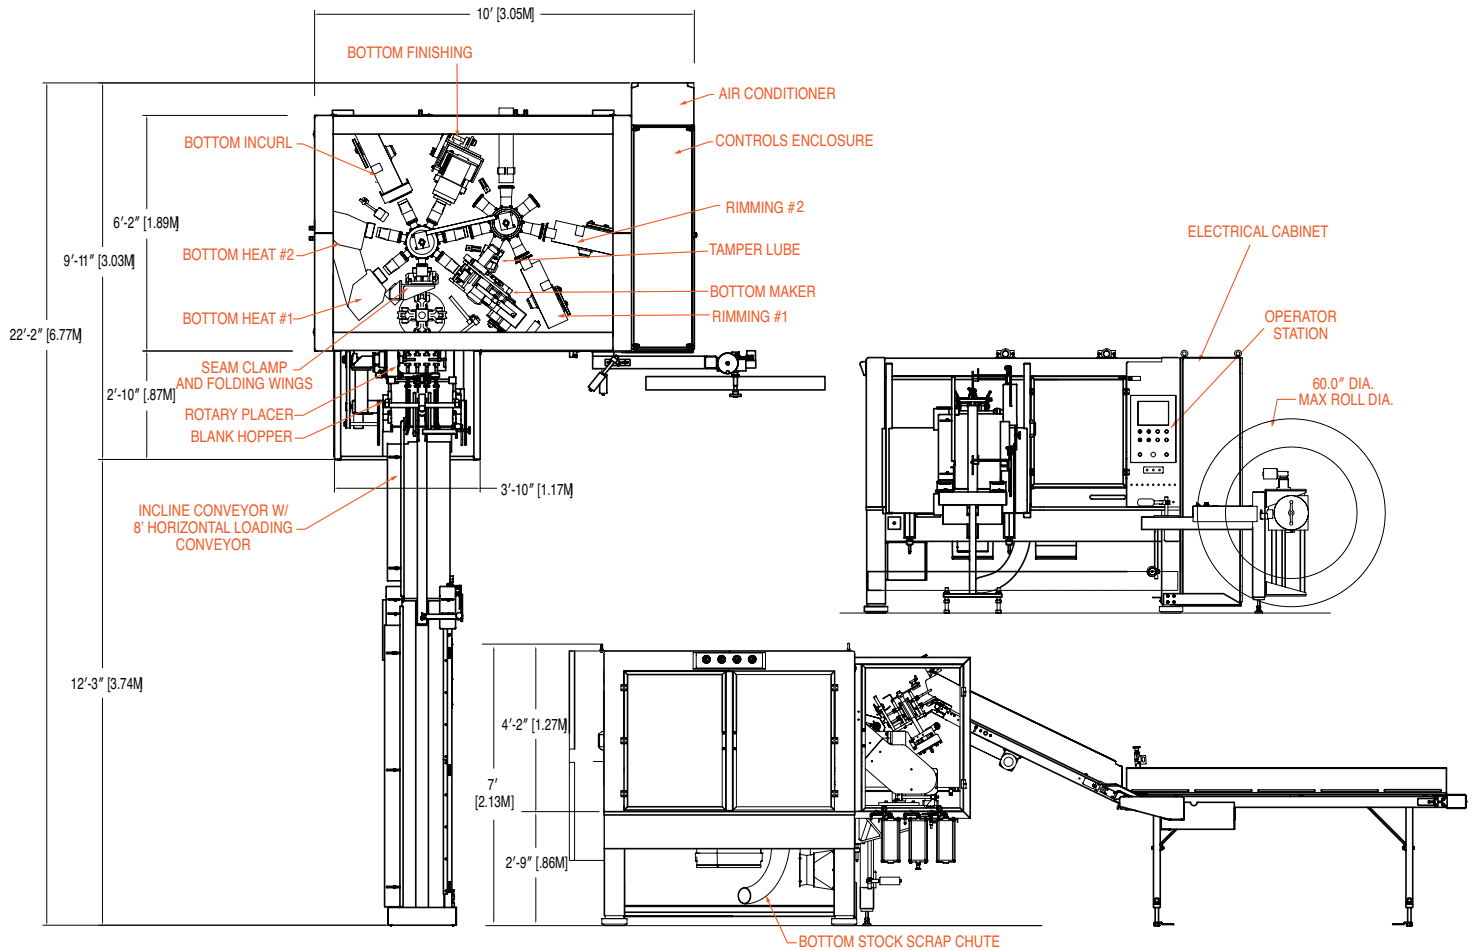 10′ [3.05M]
BOTTOM FINISHING
AIR CONDITIONER
BOTTOM INCURL
CONTROLS ENCLOSURE
6′-2″ [1.89M]
RIMMING #2
ELECTRICAL CABINET
BOTTOM HEAT #2
TAMPER LUBE
9′-11″ [3.03M]
BOTTOM MAKER
BOTTOM HEAT #1
RIMMING #1
OPERATOR
STATION
22′-2″ [6.77M]
SEAM CLAMP
AND FOLDING WINGS
2′-10″ [.87M]
60.0″ DIA.
MAX ROLL DIA.
ROTARY PLACER
BLANK HOPPER
3′-10″ [1.17M]
INCLINE CONVEYOR W/
8' HORIZONTAL LOADING
CONVEYOR
12′-3″ [3.74M]
4′-2″ [1.27M]
7′
[2.13M]
2′-9″ [.86M]
BOTTOM STOCK SCRAP CHUTE